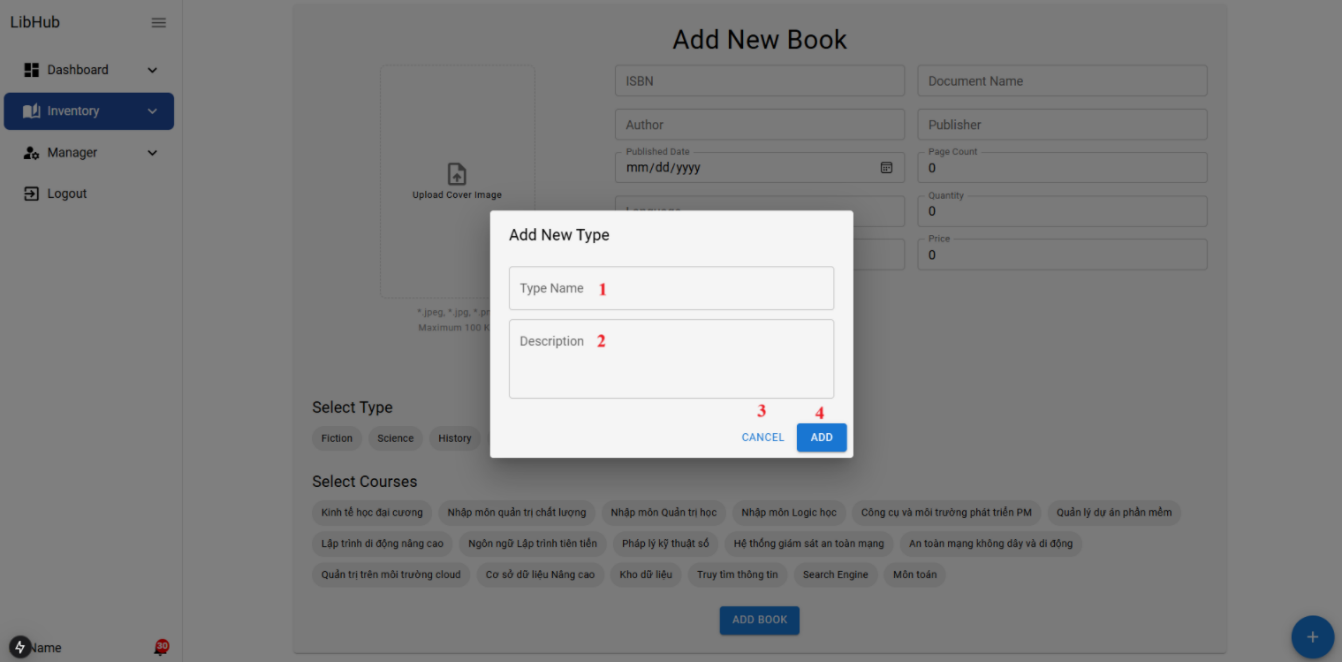 LibHub
Dashboard
Inventory
Manager
Logout
Name
30
Add New Book
Upload Cover Image
*.jpeg, *.jpg, *.pr
Maximum 100 K
ISBN
Document Name
Author
Publisher
Published Date
mm/dd/yyyy
Page Count
0
Quantity
0
Price
0
Add New Type
Type Name 1
Description 2
3 4
CANCEL ADD
Select Type
Fiction Science History
Select Courses
Kinh tế học đại cương Nhập môn quản trị chất lượng Nhập môn Quản trị học Nhập môn Logic học Công cụ và môi trường phát triển PM Quản lý dự án phần mềm
Lập trình di động nâng cao Ngôn ngữ Lập trình tiên tiến Pháp lý kỹ thuật số Hệ thống giám sát an toàn mạng An toàn mạng không dây và di động
Quản trị trên môi trường cloud Cơ sở dữ liệu Nâng cao Kho dữ liệu Truy tìm thông tin Search Engine Môn toán
ADD BOOK
+